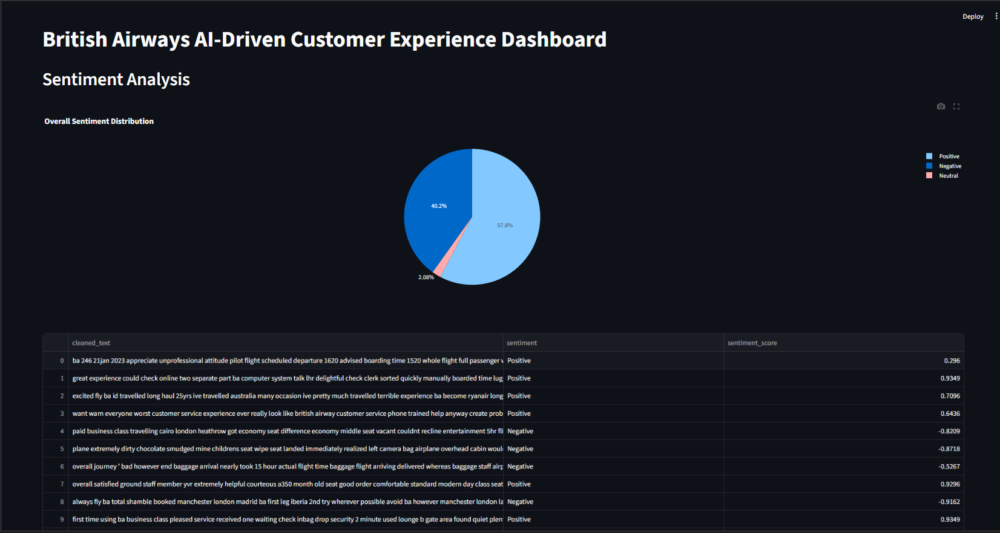 Deploy
British Airways AI-Driven Customer Experience Dashboard
Sentiment Analysis
Overall Sentiment Distribution
Positive
Negative
Neutral
40.2%
57.8%
2.08%
cleaned_text sentiment sentiment_score
0 ba 246 21jan 2023 appreciate unprofessional attitude pilot flight scheduled departure 1620 advised boarding time 1520 whole flight full passenger Positive 0.296
1 great experience could check online two separate part ba computer system talk lhr delightful check clerk sorted quickly manually boarded time lug Positive 0.9349
2 excited fly ba id travelled long haul 25yrs ive travelled australia many occasion ive pretty much travelled terrible experience ba become ryanair long Positive 0.7096
3 want warn everyone worst customer service experience ever really look like british airway customer service phone trained help anyway create prob Positive 0.6436
4 paid business class travelling cairo london heathrow got economy seat difference economy middle seat vacant couldnt recline entertainment 5hr fli Negative -0.8209
5 plane extremely dirty chocolate smudged mine childrens seat wipe seat landed immediately realized left camera bag airplane overhead cabin woul Negative -0.8718
6 overall journey ’ bad however end baggage arrival nearly took 15 hour actual flight time baggage flight arriving delivered whereas baggage staff airp Negative -0.5267
7 overall satisfied ground staff member yvr extremely helpful courteous a350 month old seat good order comfortable standard modern day class seat Positive 0.9296
8 always fly ba total shamble booked manchester london madrid ba first leg iberia 2nd try wherever possible avoid ba however manchester london la Negative -0.9162
9 first time using ba business class pleased service received one waiting check inbag drop security 2 minute used lounge b gate area found quiet plen Positive 0.9349